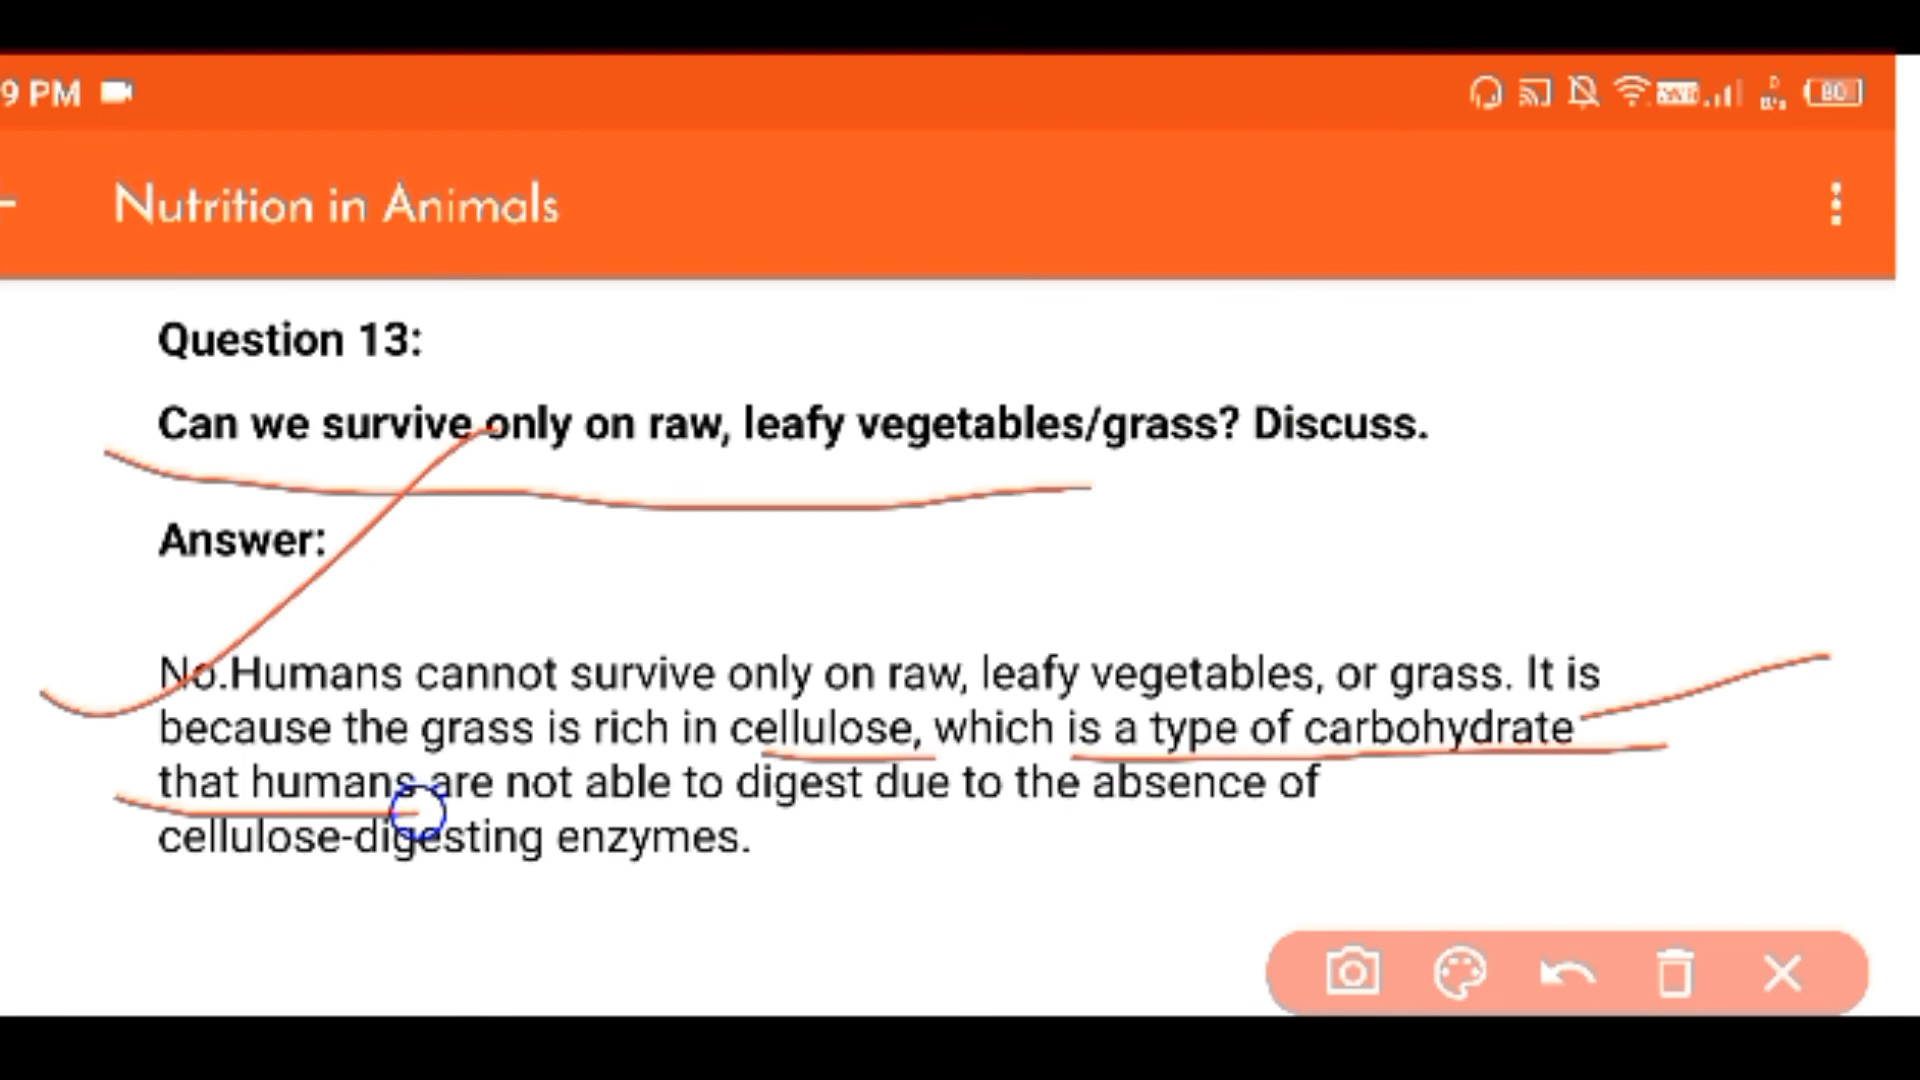 9 PM
80
Nutrition in Animals
Question 13:
Can we survive only on raw, leafy vegetables/grass? Discuss.
Answer:
No.Humans cannot survive only on raw, leafy vegetables, or grass. It is
because the grass is rich in cellulose, which is a type of carbohydrate
that humans are not able to digest due to the absence of
cellulose-digesting enzymes.